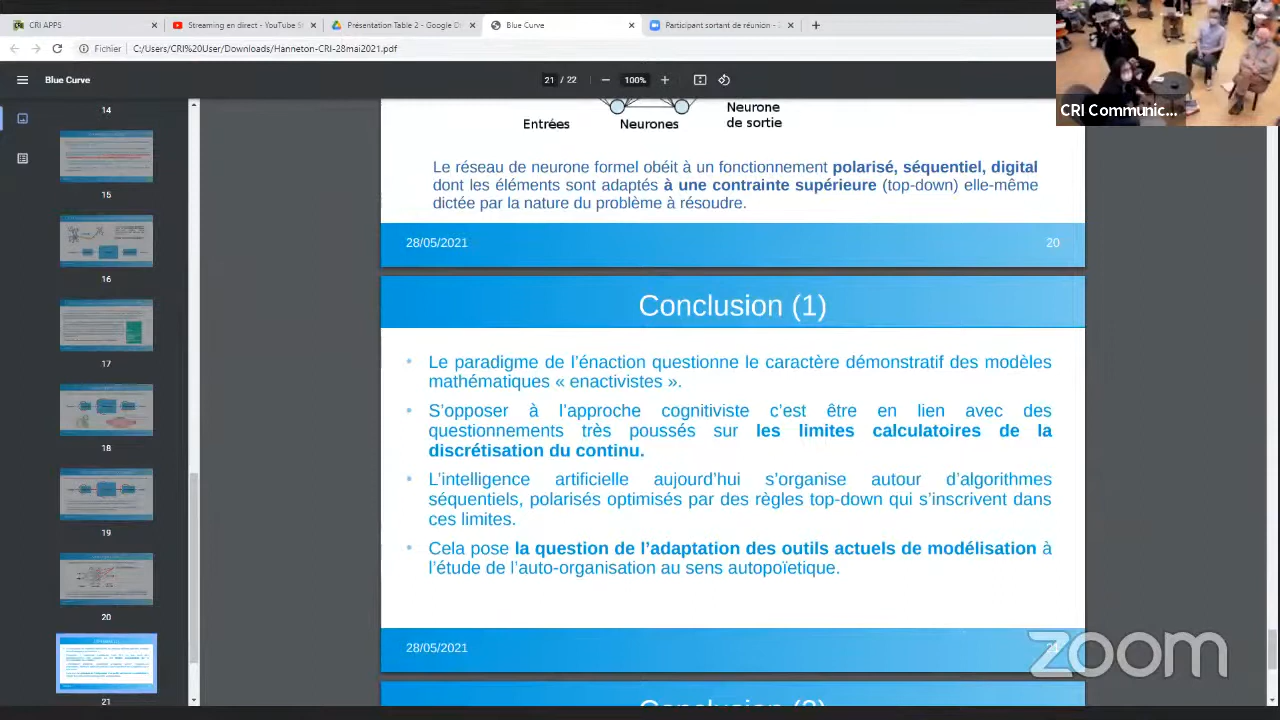 CRI APPS
Streaming en direct - YouTube St
Présentation Table 2 - Google D
Blue Curve
Participant sortant de réunion - Z
Fichier
C:/Users/CRI%20User/Downloads/Hanneton-CRI-28mai2021.pdf
Blue Curve
21 / 22
100%
CRI Communic...
14
15
16
17
18
19
20
21
Entrées
Neurones
Neurone
de sortie
Le réseau de neurone formel obéit à un fonctionnement polarisé, séquentiel, digital
dont les éléments sont adaptés à une contrainte supérieure (top-down) elle-même
dictée par la nature du problème à résoudre.
28/05/2021
20
Conclusion (1)
• Le paradigme de l’énaction questionne le caractère démonstratif des modèles
mathématiques « enactivistes ».
• S’opposer à l’approche cognitiviste c’est être en lien avec des
questionnements très poussés sur les limites calculatoires de la
discrétisation du continu.
• L’intelligence artificielle aujourd’hui s’organise autour d’algorithmes
séquentiels, polarisés optimisés par des règles top-down qui s’inscrivent dans
ces limites.
• Cela pose la question de l’adaptation des outils actuels de modélisation à
l’étude de l’auto-organisation au sens autopoïetique.
28/05/2021
21
zoom
Conclusion (2)